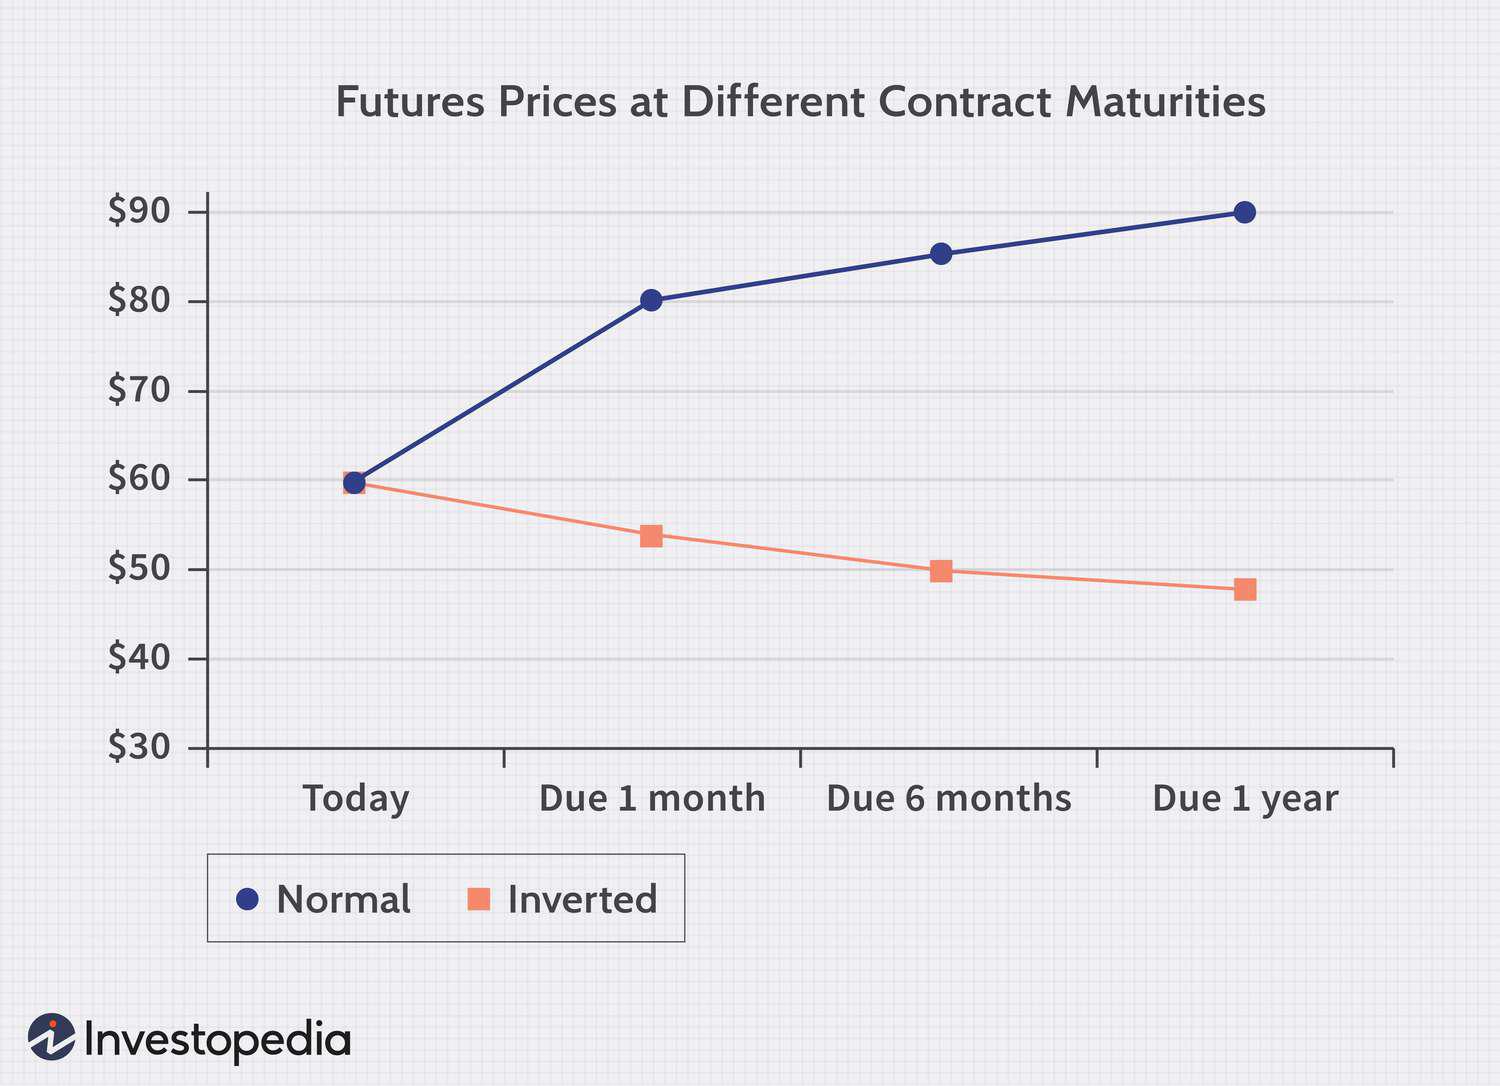 Futures Prices at Different Contract Maturities
$90
$80
$70
$60
$50
$40
$30
Today Due 1 month Due 6 months Due 1 year
Normal Inverted
Investopedia